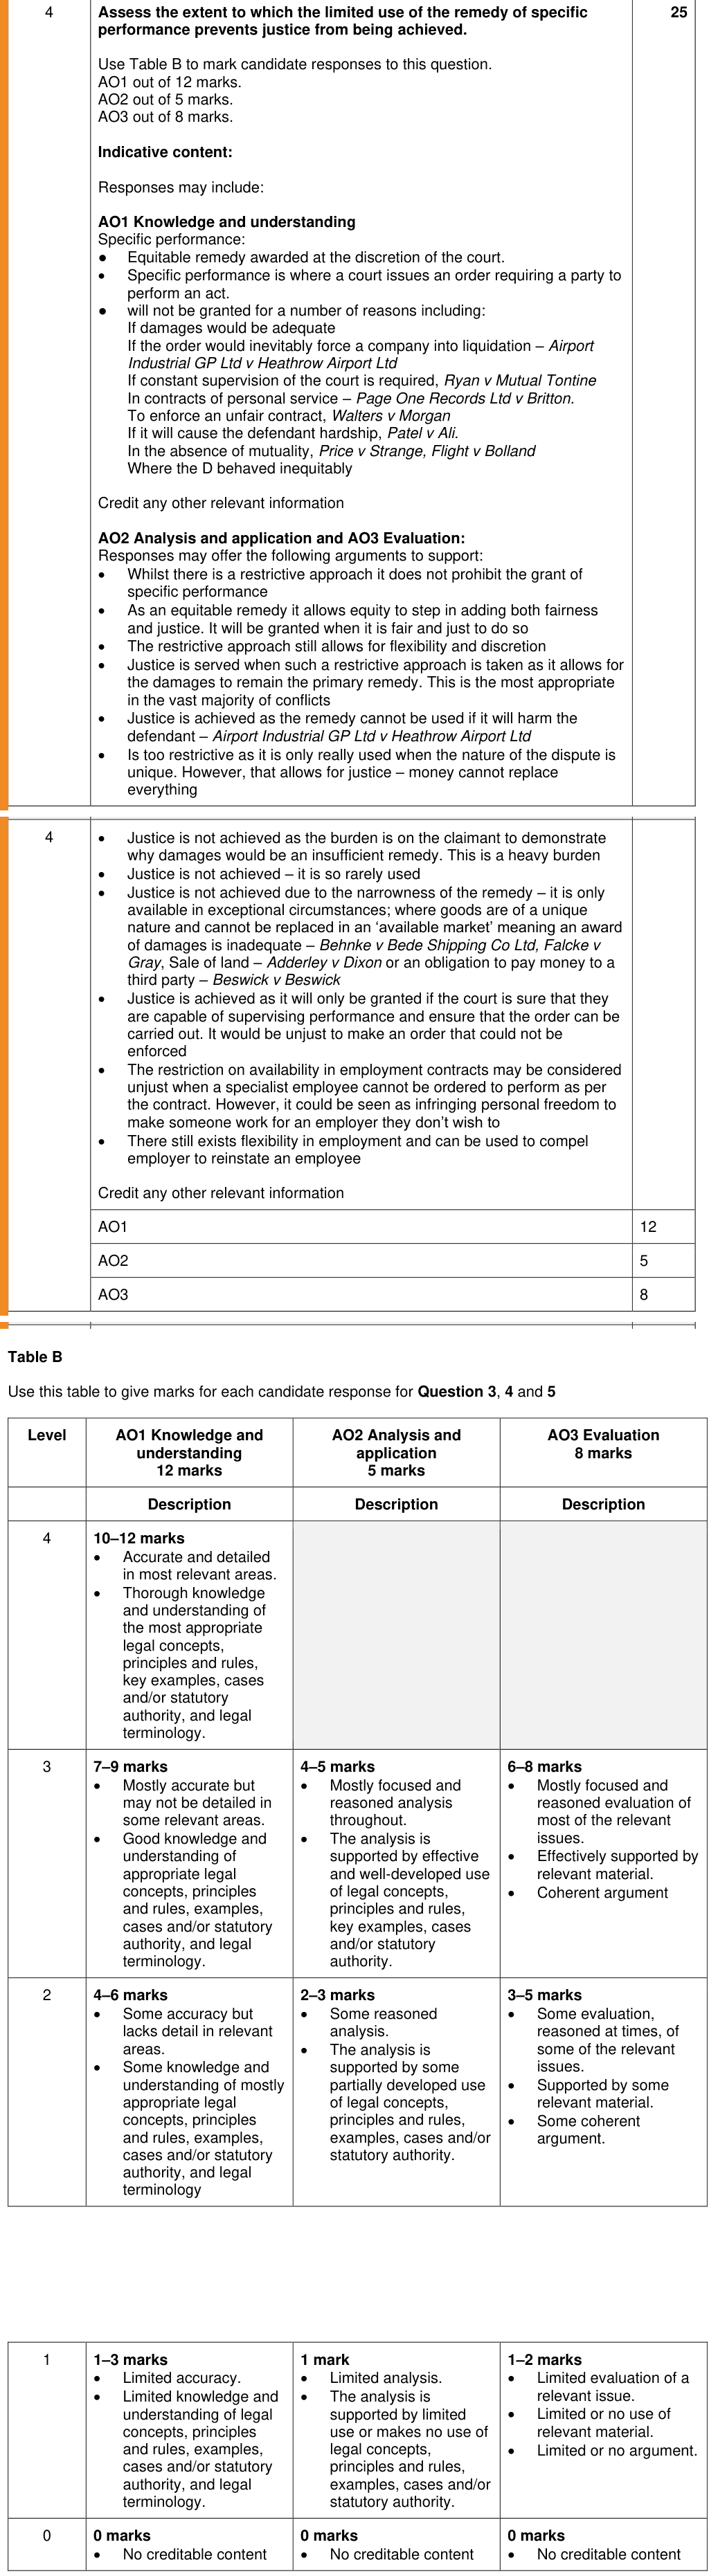 4
Assess the extent to which the limited use of the remedy of specific
performance prevents justice from being achieved.
25
Use Table B to mark candidate responses to this question.
AO1 out of 12 marks.
AO2 out of 5 marks.
AO3 out of 8 marks.
Indicative content:
Responses may include:
AO1 Knowledge and understanding
Specific performance:
● Equitable remedy awarded at the discretion of the court.
● Specific performance is where a court issues an order requiring a party to
perform an act.
● will not be granted for a number of reasons including:
If damages would be adequate
If the order would inevitably force a company into liquidation – Airport
Industrial GP Ltd v Heathrow Airport Ltd
If constant supervision of the court is required, Ryan v Mutual Tontine
In contracts of personal service – Page One Records Ltd v Britton.
To enforce an unfair contract, Walters v Morgan
If it will cause the defendant hardship, Patel v Ali.
In the absence of mutuality, Price v Strange, Flight v Bolland
Where the D behaved inequitably
Credit any other relevant information
AO2 Analysis and application and AO3 Evaluation:
Responses may offer the following arguments to support:
● Whilst there is a restrictive approach it does not prohibit the grant of
specific performance
● As an equitable remedy it allows equity to step in adding both fairness
and justice. It will be granted when it is fair and just to do so
● The restrictive approach still allows for flexibility and discretion
● Justice is served when such a restrictive approach is taken as it allows for
the damages to remain the primary remedy. This is the most appropriate
in the vast majority of conflicts
● Justice is achieved as the remedy cannot be used if it will harm the
defendant – Airport Industrial GP Ltd v Heathrow Airport Ltd
● Is too restrictive as it is only really used when the nature of the dispute is
unique. However, that allows for justice – money cannot replace
everything
4
● Justice is not achieved as the burden is on the claimant to demonstrate
why damages would be an insufficient remedy. This is a heavy burden
● Justice is not achieved – it is so rarely used
● Justice is not achieved due to the narrowness of the remedy – it is only
available in exceptional circumstances; where goods are of a unique
nature and cannot be replaced in an ‘available market’ meaning an award
of damages is inadequate – Behnke v Bede Shipping Co Ltd, Falcke v
Gray, Sale of land – Adderley v Dixon or an obligation to pay money to a
third party – Beswick v Beswick
● Justice is achieved as it will only be granted if the court is sure that they
are capable of supervising performance and ensure that the order can be
carried out. It would be unjust to make an order that could not be
enforced
● The restriction on availability in employment contracts may be considered
unjust when a specialist employee cannot be ordered to perform as per
the contract. However, it could be seen as infringing personal freedom to
make someone work for an employer they don’t wish to
● There still exists flexibility in employment and can be used to compel
employer to reinstate an employee
Credit any other relevant information
AO1 12
AO2 5
AO3 8
Table B
Use this table to give marks for each candidate response for Question 3, 4 and 5
Level
AO1 Knowledge and
understanding
12 marks
AO2 Analysis and
application
5 marks
AO3 Evaluation
8 marks
Description
Description
Description
4
10–12 marks
● Accurate and detailed
in most relevant areas.
● Thorough knowledge
and understanding of
the most appropriate
legal concepts,
principles and rules,
key examples, cases
and/or statutory
authority, and legal
terminology.
3
7–9 marks
● Mostly accurate but
may not be detailed in
some relevant areas.
● Good knowledge and
understanding of
appropriate legal
concepts, principles
and rules, examples,
cases and/or statutory
authority, and legal
terminology.
4–5 marks
● Mostly focused and
reasoned analysis
throughout.
● The analysis is
supported by effective
and well-developed use
of legal concepts,
principles and rules,
key examples, cases
and/or statutory
authority.
6–8 marks
● Mostly focused and
reasoned evaluation of
most of the relevant
issues.
● Effectively supported by
relevant material.
● Coherent argument
2
4–6 marks
● Some accuracy but
lacks detail in relevant
areas.
● Some knowledge and
understanding of mostly
appropriate legal
concepts, principles
and rules, examples,
cases and/or statutory
authority, and legal
terminology
2–3 marks
● Some reasoned
analysis.
● The analysis is
supported by some
partially developed use
of legal concepts,
principles and rules,
examples, cases and/or
statutory authority.
3–5 marks
● Some evaluation,
reasoned at times, of
some of the relevant
issues.
● Supported by some
relevant material.
● Some coherent
argument.
1
1–3 marks
● Limited accuracy.
● Limited knowledge and
understanding of legal
concepts, principles
and rules, examples,
cases and/or statutory
authority, and legal
terminology.
1 mark
● Limited analysis.
● The analysis is
supported by limited
use or makes no use of
legal concepts,
principles and rules,
examples, cases and/or
statutory authority.
1–2 marks
● Limited evaluation of a
relevant issue.
● Limited or no use of
relevant material.
● Limited or no argument.
0
0 marks
● No creditable content
0 marks
● No creditable content
0 marks
● No creditable content